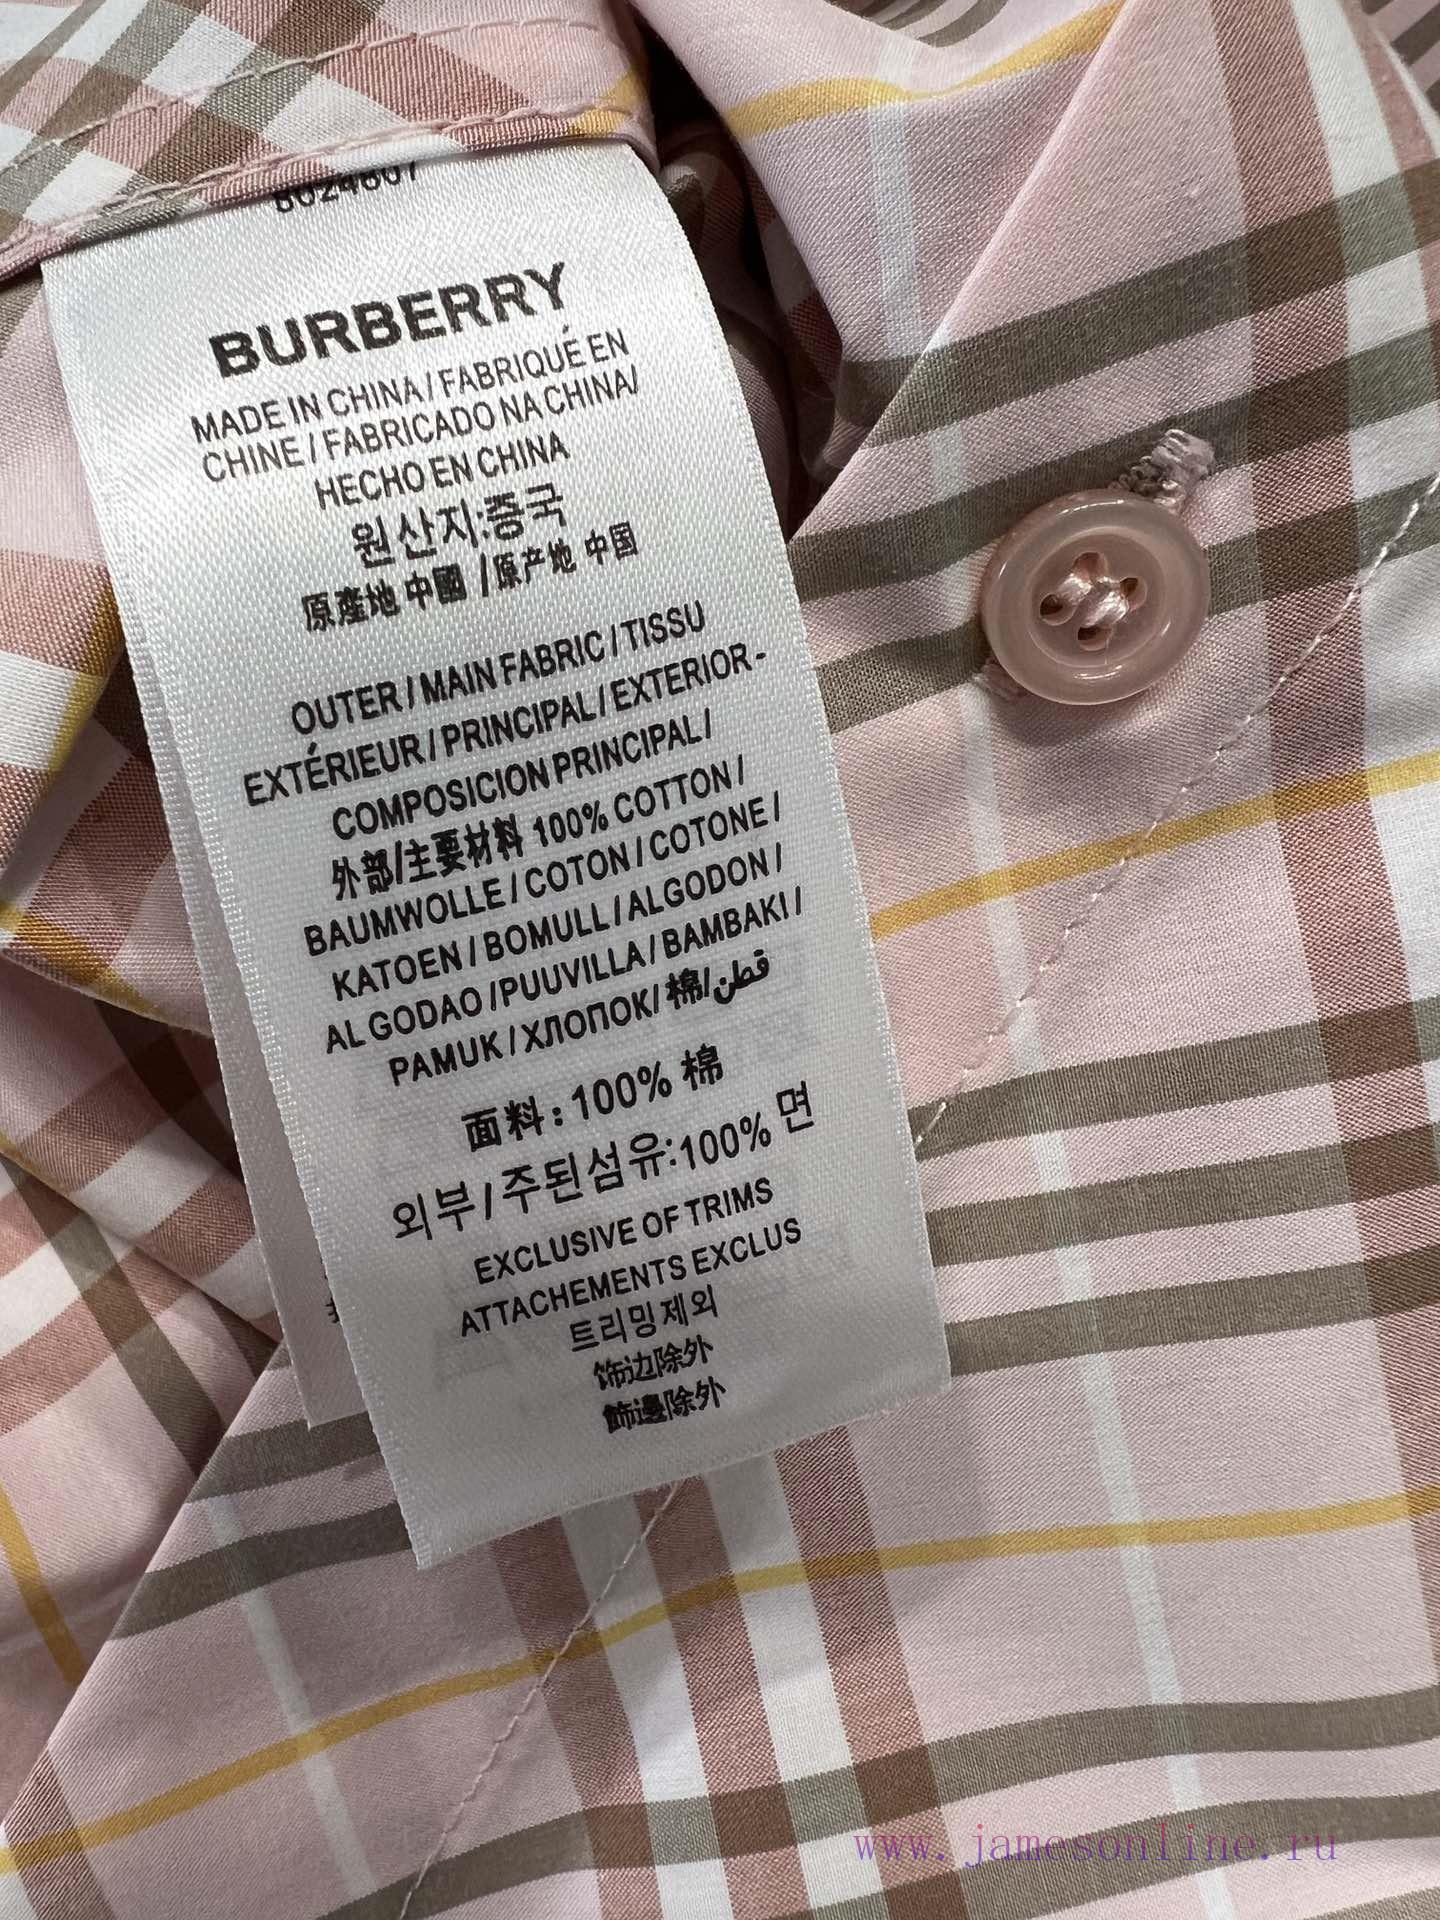 8024607
BURBERRY
MADE IN CHINA / FABRIQUÉ EN
CHINE / FABRICADO NA CHINA/
HECHO EN CHINA
원산지:중국
原產地 中國 /原产地 中国
OUTER / MAIN FABRIC / TISSU
EXTÉRIEUR / PRINCIPAL / EXTERIOR-
COMPOSICION PRINCIPAL /
外部/主要材料 100% COTTON /
BAUMWOLLE / COTON / COTONE /
KATOEN / BOMULL / ALGODON /
ALGODAO /PUUVILLA / BAMBAKI /
PAMUK / ХЛОПОК/ 棉/قطن
面料: 100% 棉
외부 / 주된섬유:100% 면
EXCLUSIVE OF TRIMS
ATTACHEMENTS EXCLUS
트리밍제외
饰边除外
飾邊除外
www.jamesonline.ru